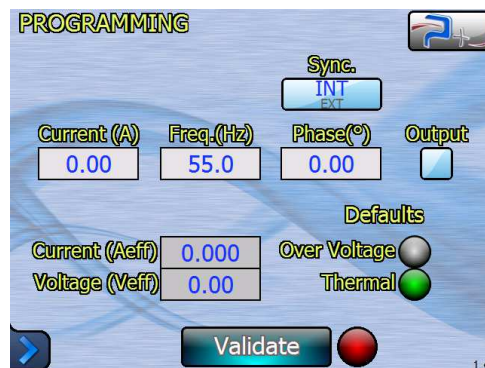 PROGRAMMING
Sync.
INT
EXT
Current (A) Freq.(Hz) Phase(°) Output
0.00 55.0 0.00
Defaults
Current (Aeff) 0.000 Over Voltage
Voltage (Veff) 0.00 Thermal
Validate